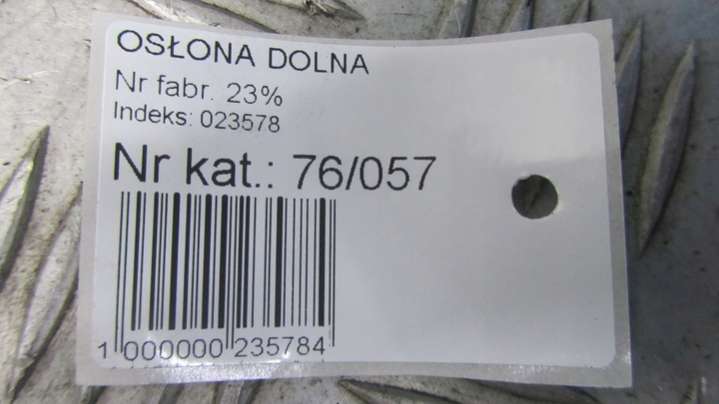 OSŁONA DOLNA
Nr fabr. 23%
Indeks: 023578
Nr kat.: 76/057
1 000000 235784